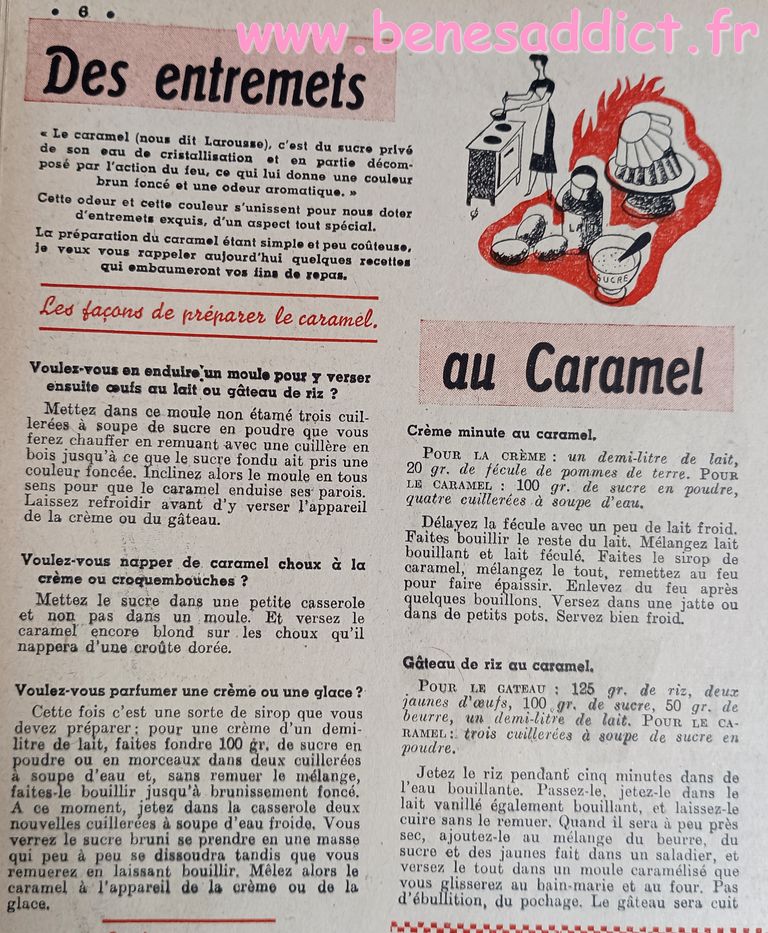 • 6 •
www.benesaddict.fr
Des entremets
« Le caramel (nous dit Larousse), c'est du sucre privé
de son eau de cristallisation et en partie décom-
posé par l'action du feu, ce qui lui donne une couleur
brun foncé et une odeur aromatique. »
Cette odeur et cette couleur s'unissent pour nous doter
d'entremets exquis, d'un aspect tout spécial.
La préparation du caramel étant simple et peu coûteuse,
je veux vous rappeler aujourd'hui quelques recettes
qui embaumeront vos fins de repas.
Les façons de préparer le caramel.
Voulez-vous en enduire un moule pour y verser
ensuite œufs au lait ou gâteau de riz ?
Mettez dans ce moule non étamé trois cuil-
lerées à soupe de sucre en poudre que vous
ferez chauffer en remuant avec une cuillère en
bois jusqu'à ce que le sucre fondu ait pris une
couleur foncée. Inclinez alors le moule en tous
sens pour que le caramel enduise ses parois.
Laissez refroidir avant d'y verser l'appareil
de la crème ou du gâteau.
Voulez-vous napper de caramel choux à la
crème ou croquembouches ?
Mettez le sucre dans une petite casserole
et non pas dans un moule. Et versez le
caramel encore blond sur les choux qu'il
nappera d'une croûte dorée.
Voulez-vous parfumer une crème ou une glace ?
Cette fois c'est une sorte de sirop que vous
devez préparer : pour une crème d'un demi-
litre de lait, faites fondre 100 gr. de sucre en
poudre ou en morceaux dans deux cuillerées
à soupe d'eau et, sans remuer le mélange,
faites-le bouillir jusqu'à brunissement foncé.
A ce moment, jetez dans la casserole deux
nouvelles cuillerées à soupe d'eau froide. Vous
verrez le sucre bruni se prendre en une masse
qui peu à peu se dissoudra tandis que vous
remuerez en laissant bouillir. Mêlez alors le
caramel à l'appareil de la crème ou de la
glace.
LAIT
SUCRE
au Caramel
Crème minute au caramel.
POUR LA CRÈME : un demi-litre de lait,
20 gr. de fécule de pommes de terre. POUR
LE CARAMEL : 100 gr. de sucre en poudre,
quatre cuillerées à soupe d'eau.
Délayez la fécule avec un peu de lait froid.
Faites bouillir le reste du lait. Mélangez lait
bouillant et lait féculé. Faites le sirop de
caramel, mélangez le tout, remettez au feu
pour faire épaissir. Enlevez du feu après
quelques bouillons. Versez dans une jatte ou
dans de petits pots. Servez bien froid.
Gâteau de riz au caramel.
POUR LE GATEAU : 125 gr. de riz, deux
jaunes d'œufs, 100 gr. de sucre, 50 gr. de
beurre, un demi-litre de lait. POUR LE CA-
RAMEL : trois cuillerées à soupe de sucre en
poudre.
Jetez le riz pendant cinq minutes dans de
l'eau bouillante. Passez-le, jetez-le dans le
lait vanillé également bouillant, et laissez-le
cuire sans le remuer. Quand il sera à peu près
sec, ajoutez-le au mélange du beurre, du
sucre et des jaunes fait dans un saladier, et
versez le tout dans un moule caramélisé que
vous glisserez au bain-marie et au four. Pas
d'ébullition, du pochage. Le gâteau sera cuit